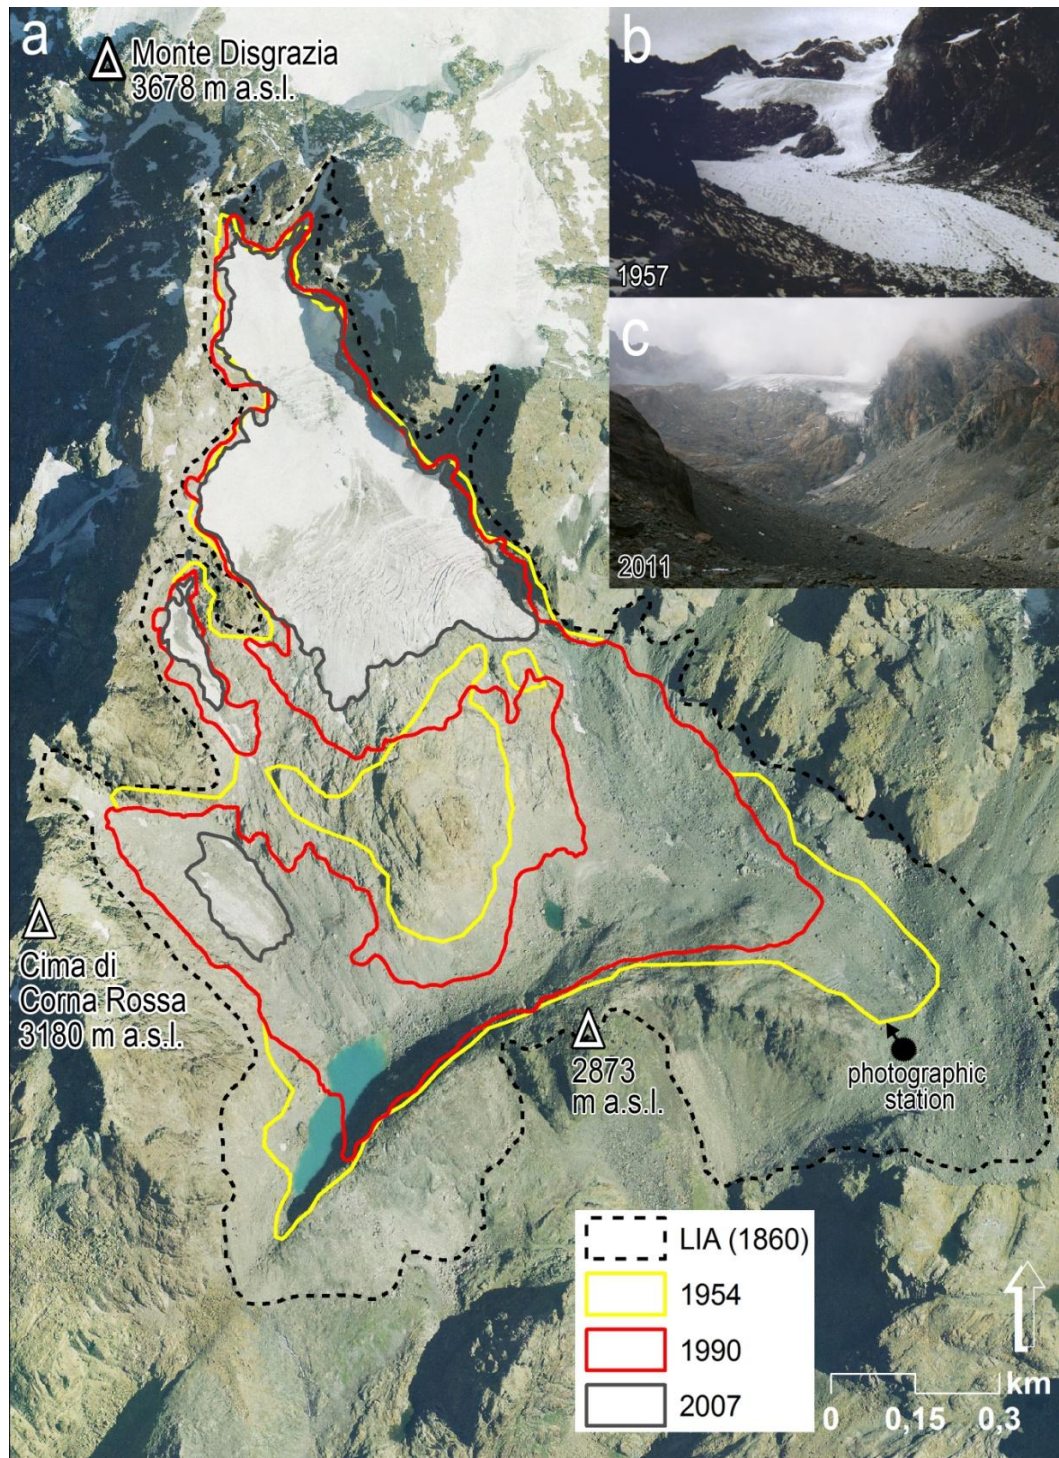 a
Monte Disgrazia
3678 m a.s.l.
b
1957
c
2011
Cima di
Corna Rossa
3180 m a.s.l.
2873
m a.s.l.
photographic
station
LIA (1860)
1954
1990
2007
km
0 0,15 0,3